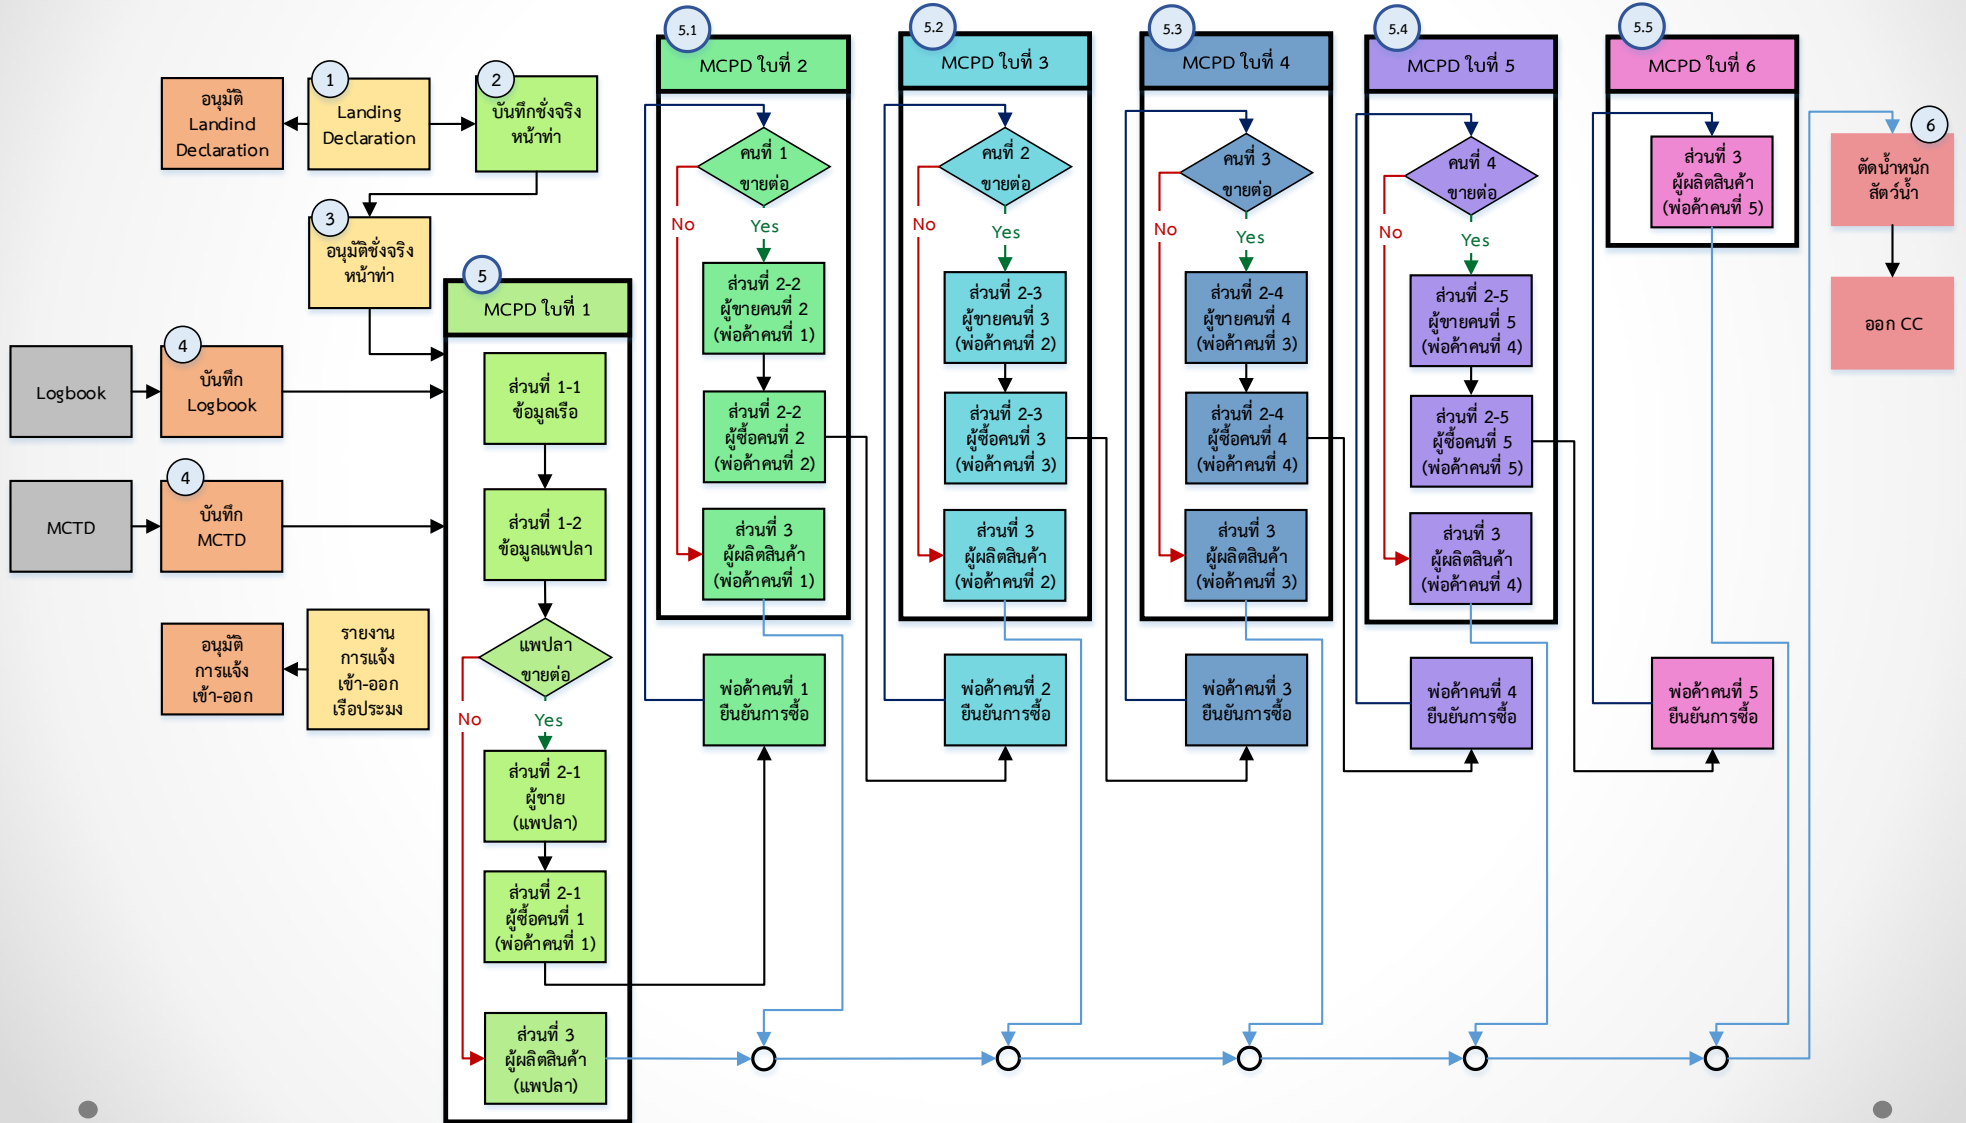 อนุมัติ
Landind
Declaration
1
Landing
Declaration
2
บันทึกชั่งจริง
หน้าท่า
3
อนุมัติชั่งจริง
หน้าท่า
Logbook
4
บันทึก
Logbook
MCTD
4
บันทึก
MCTD
อนุมัติ
การแจ้ง
เข้า-ออก
รายงาน
การแจ้ง
เข้า-ออก
เรือประมง
5
MCPD ใบที่ 1
ส่วนที่ 1-1
ข้อมูลเรือ
ส่วนที่ 1-2
ข้อมูลแพปลา
แพปลา
ขายต่อ
No
Yes
ส่วนที่ 2-1
ผู้ขาย
(แพปลา)
ส่วนที่ 2-1
ผู้ซื้อคนที่ 1
(พ่อค้าคนที่ 1)
ส่วนที่ 3
ผู้ผลิตสินค้า
(แพปลา)
5.1
MCPD ใบที่ 2
คนที่ 1
ขายต่อ
No
Yes
ส่วนที่ 2-2
ผู้ขายคนที่ 2
(พ่อค้าคนที่ 1)
ส่วนที่ 2-2
ผู้ซื้อคนที่ 2
(พ่อค้าคนที่ 2)
ส่วนที่ 3
ผู้ผลิตสินค้า
(พ่อค้าคนที่ 1)
พ่อค้าคนที่ 1
ยืนยันการซื้อ
5.2
MCPD ใบที่ 3
คนที่ 2
ขายต่อ
No
Yes
ส่วนที่ 2-3
ผู้ขายคนที่ 3
(พ่อค้าคนที่ 2)
ส่วนที่ 2-3
ผู้ซื้อคนที่ 3
(พ่อค้าคนที่ 3)
ส่วนที่ 3
ผู้ผลิตสินค้า
(พ่อค้าคนที่ 2)
พ่อค้าคนที่ 2
ยืนยันการซื้อ
5.3
MCPD ใบที่ 4
คนที่ 3
ขายต่อ
No
Yes
ส่วนที่ 2-4
ผู้ขายคนที่ 4
(พ่อค้าคนที่ 3)
ส่วนที่ 2-4
ผู้ซื้อคนที่ 4
(พ่อค้าคนที่ 4)
ส่วนที่ 3
ผู้ผลิตสินค้า
(พ่อค้าคนที่ 3)
พ่อค้าคนที่ 3
ยืนยันการซื้อ
5.4
MCPD ใบที่ 5
คนที่ 4
ขายต่อ
No
Yes
ส่วนที่ 2-5
ผู้ขายคนที่ 5
(พ่อค้าคนที่ 4)
ส่วนที่ 2-5
ผู้ซื้อคนที่ 5
(พ่อค้าคนที่ 5)
ส่วนที่ 3
ผู้ผลิตสินค้า
(พ่อค้าคนที่ 4)
พ่อค้าคนที่ 4
ยืนยันการซื้อ
5.5
MCPD ใบที่ 6
ส่วนที่ 3
ผู้ผลิตสินค้า
(พ่อค้าคนที่ 5)
พ่อค้าคนที่ 5
ยืนยันการซื้อ
6
ตัดน้ำหนัก
สัตว์น้ำ
ออก CC